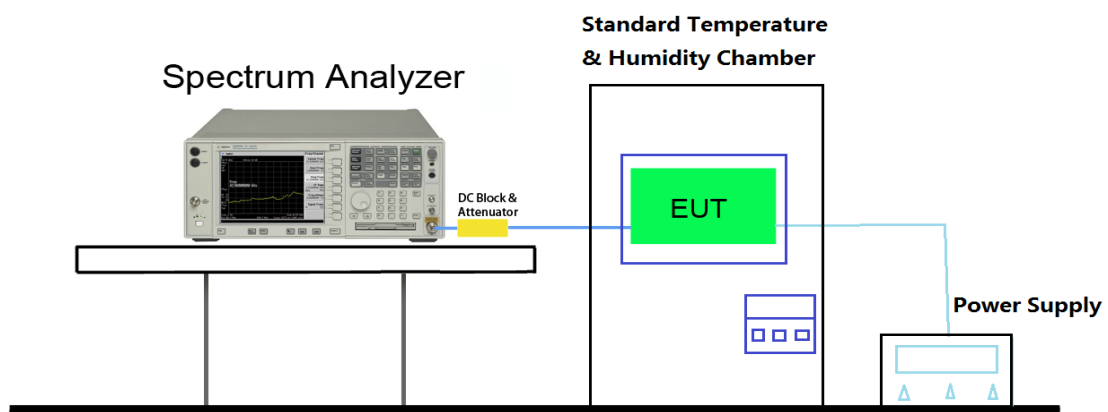 Standard Temperature
& Humidity Chamber
Spectrum Analyzer
DC Block &
Attenuator
EUT
Power Supply